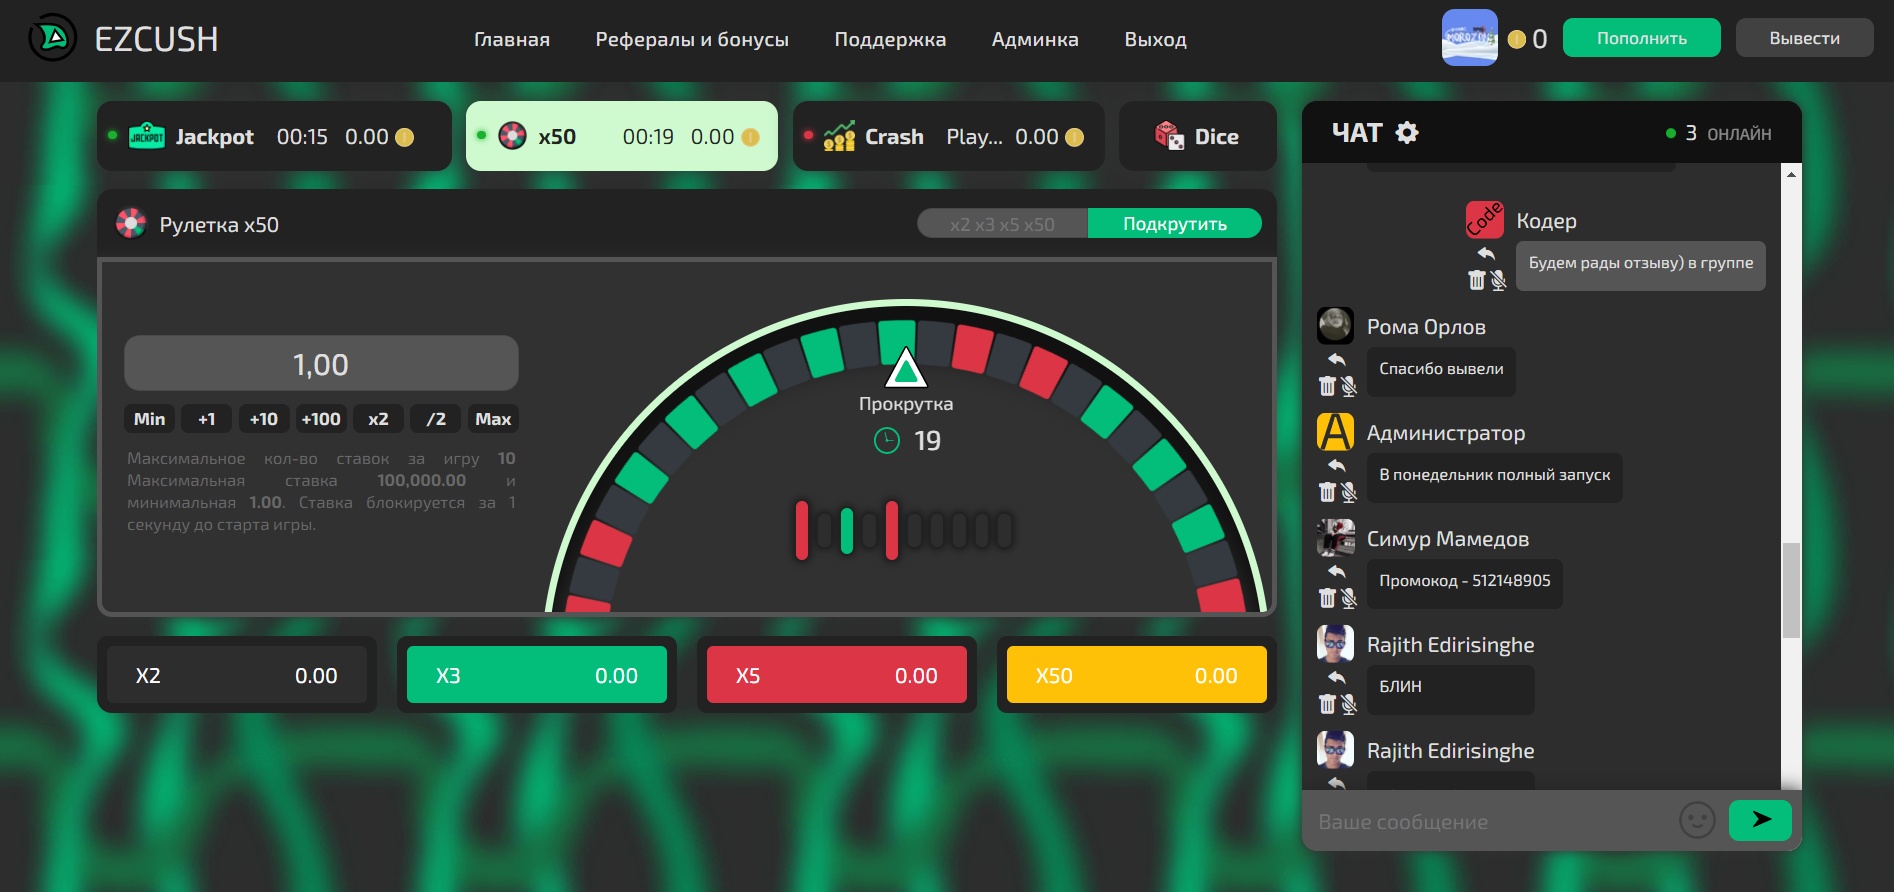 EZCUSH
Главная Рефералы и бонусы Поддержка Админка Выход
0 Пополнить Вывести
JACKPOT Jackpot 00:15 0.00
x50 00:19 0.00
Crash Play... 0.00
Dice
Рулетка x50
x2 x3 x5 x50 Подкрутить
1,00
Min +1 +10 +100 x2 /2 Max
Максимальное кол-во ставок за игру 10
Максимальная ставка 100,000.00 и
минимальная 1.00. Ставка блокируется за 1
секунду до старта игры.
Прокрутка
19
X2 0.00
X3 0.00
X5 0.00
X50 0.00
ЧАТ 3 ОНЛАЙН
Code Кодер
Будем рады отзыву) в группе
Рома Орлов
Спасибо вывели
A Администратор
В понедельник полный запуск
Симур Мамедов
Промокод - 512148905
Rajith Edirisinghe
БЛИН
Rajith Edirisinghe
Ваше сообщение